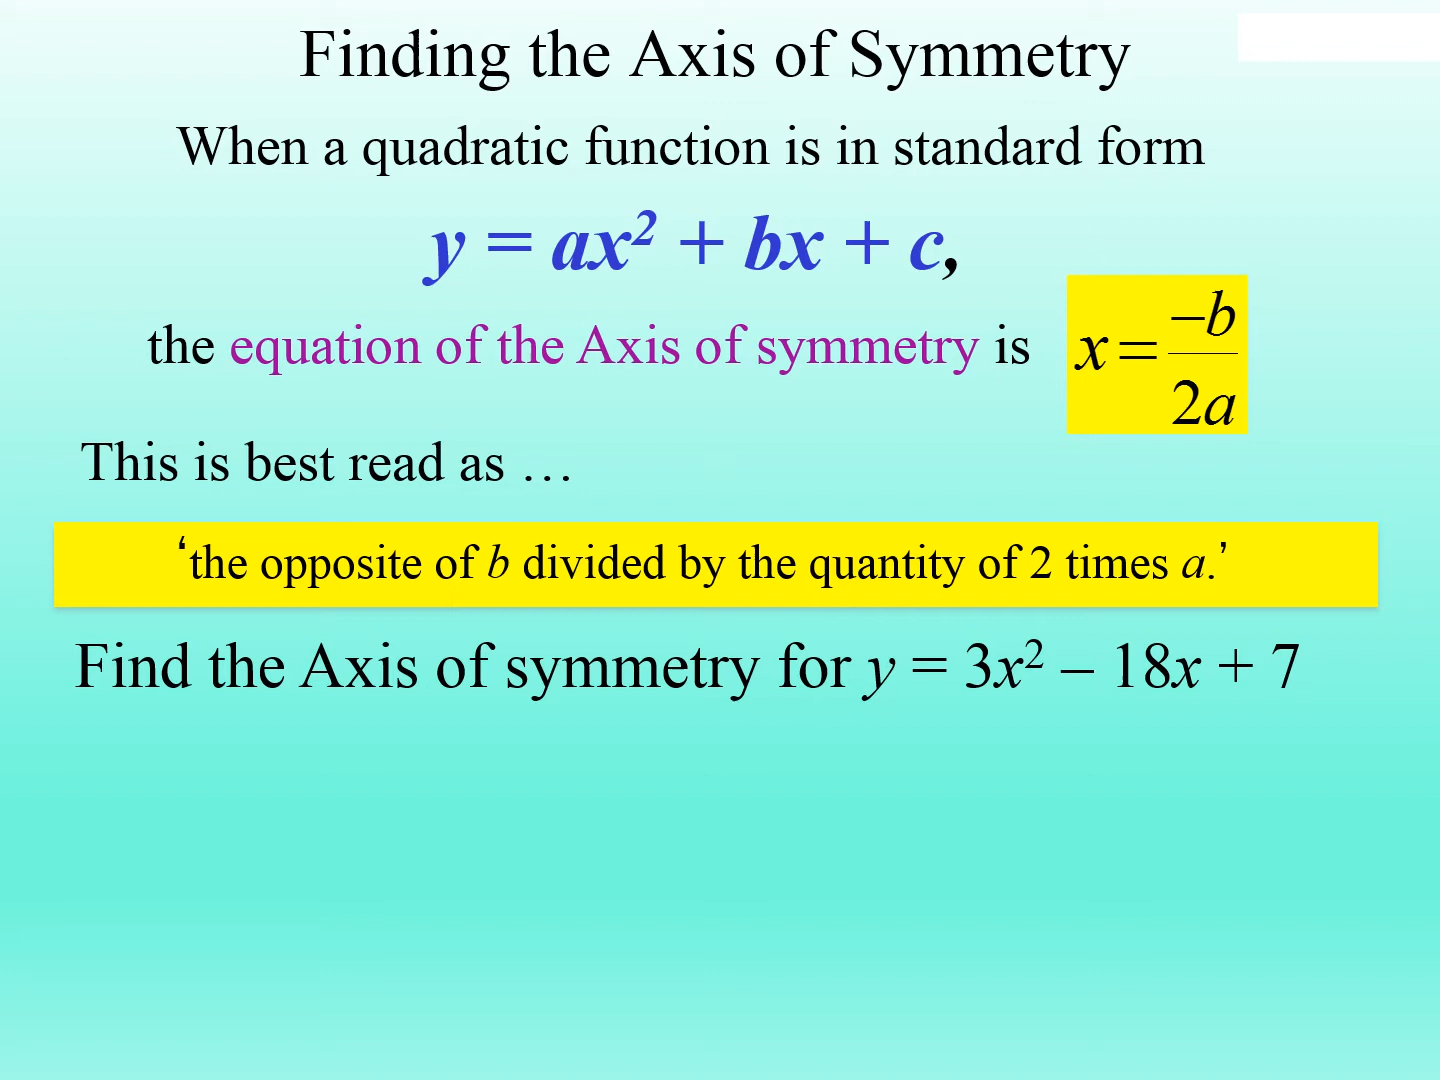 Finding the Axis of Symmetry
When a quadratic function is in standard form
y = ax² + bx + c,
the equation of the Axis of symmetry is x = –b / 2a
This is best read as …
‘the opposite of b divided by the quantity of 2 times a.’
Find the Axis of symmetry for y = 3x² – 18x + 7